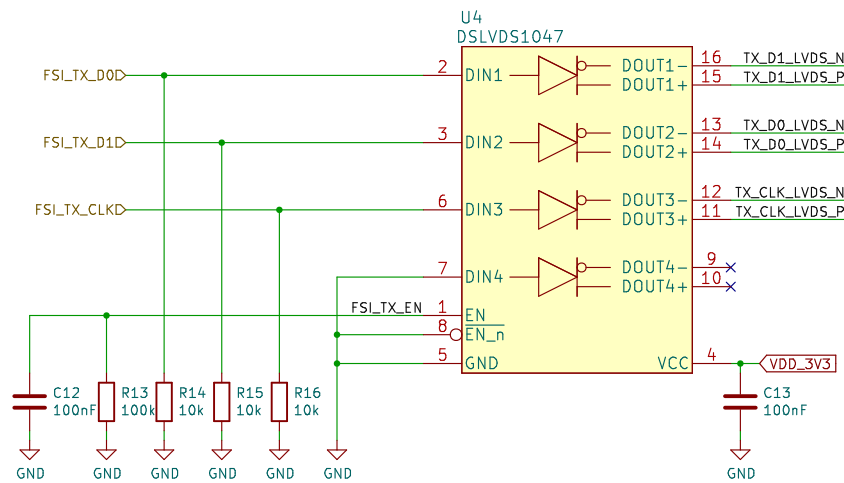 U4
DSLVDS1047
FSI_TX_D0
2
DIN1
DOUT1-
16
TX_D1_LVDS_N
DOUT1+
15
TX_D1_LVDS_P
FSI_TX_D1
3
DIN2
DOUT2-
13
TX_D0_LVDS_N
DOUT2+
14
TX_D0_LVDS_P
FSI_TX_CLK
6
DIN3
DOUT3-
12
TX_CLK_LVDS_N
DOUT3+
11
TX_CLK_LVDS_P
7
DIN4
DOUT4-
9
DOUT4+
10
FSI_TX_EN
1
EN
8
EN_n
5
GND
VCC
4
VDD_3V3
C12
100nF
R13
100k
R14
10k
R15
10k
R16
10k
C13
100nF
GND
GND
GND
GND
GND
GND
GND